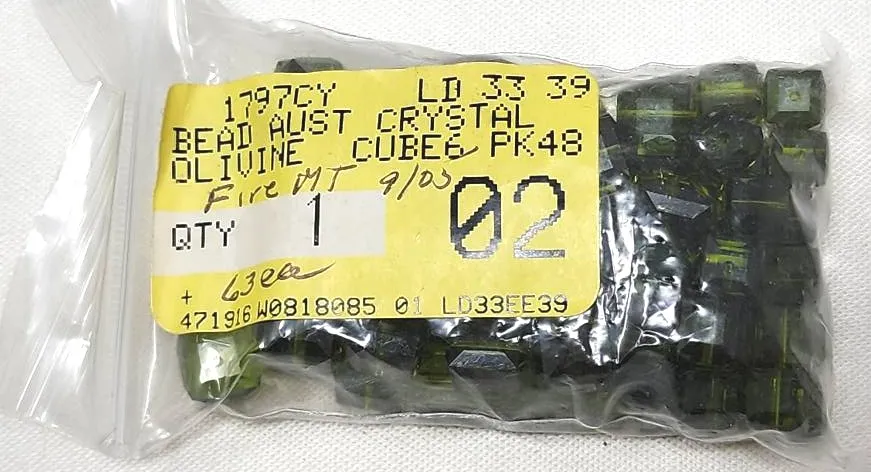 1797CY LD 33 39
BEAD AUST CRYSTAL
OLIVINE CUBE6 PK48
Fire MT 9/03
QTY 1 02
+ 63ea
471916 W0818085 01 LD33EE39